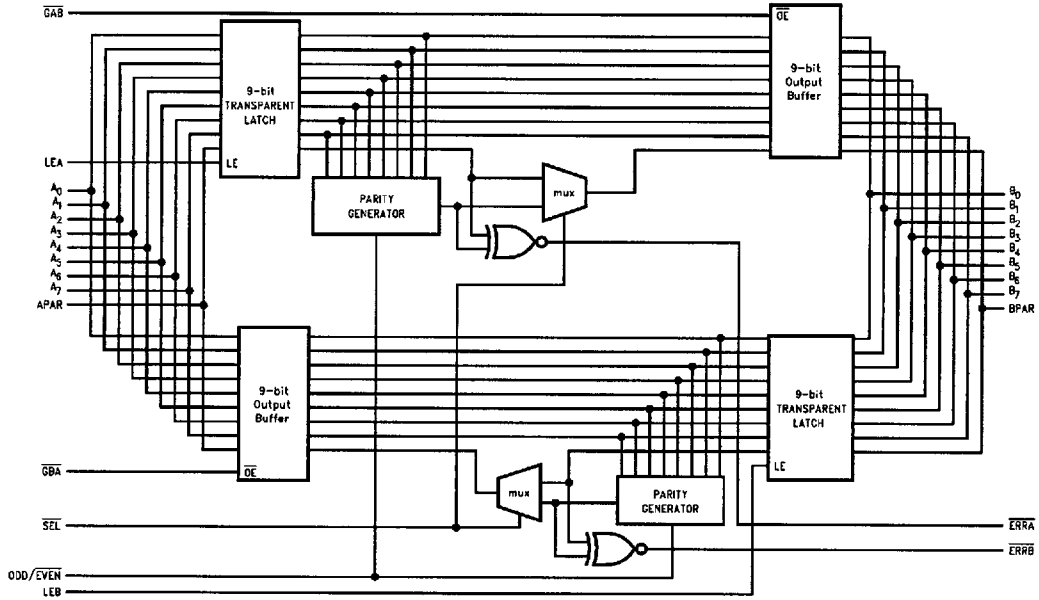 GAB
OE
9-bit
TRANSPARENT
LATCH
LE
9-bit
Output
Buffer
LEA
A0
A1
A2
A3
A4
A5
A6
A7
APAR
PARITY
GENERATOR
mux
B0
B1
B2
B3
B4
B5
B6
B7
BPAR
9-bit
Output
Buffer
OE
9-bit
TRANSPARENT
LATCH
LE
GBA
mux
PARITY
GENERATOR
SEL
ERRA
ERRB
ODD/EVEN
LEB